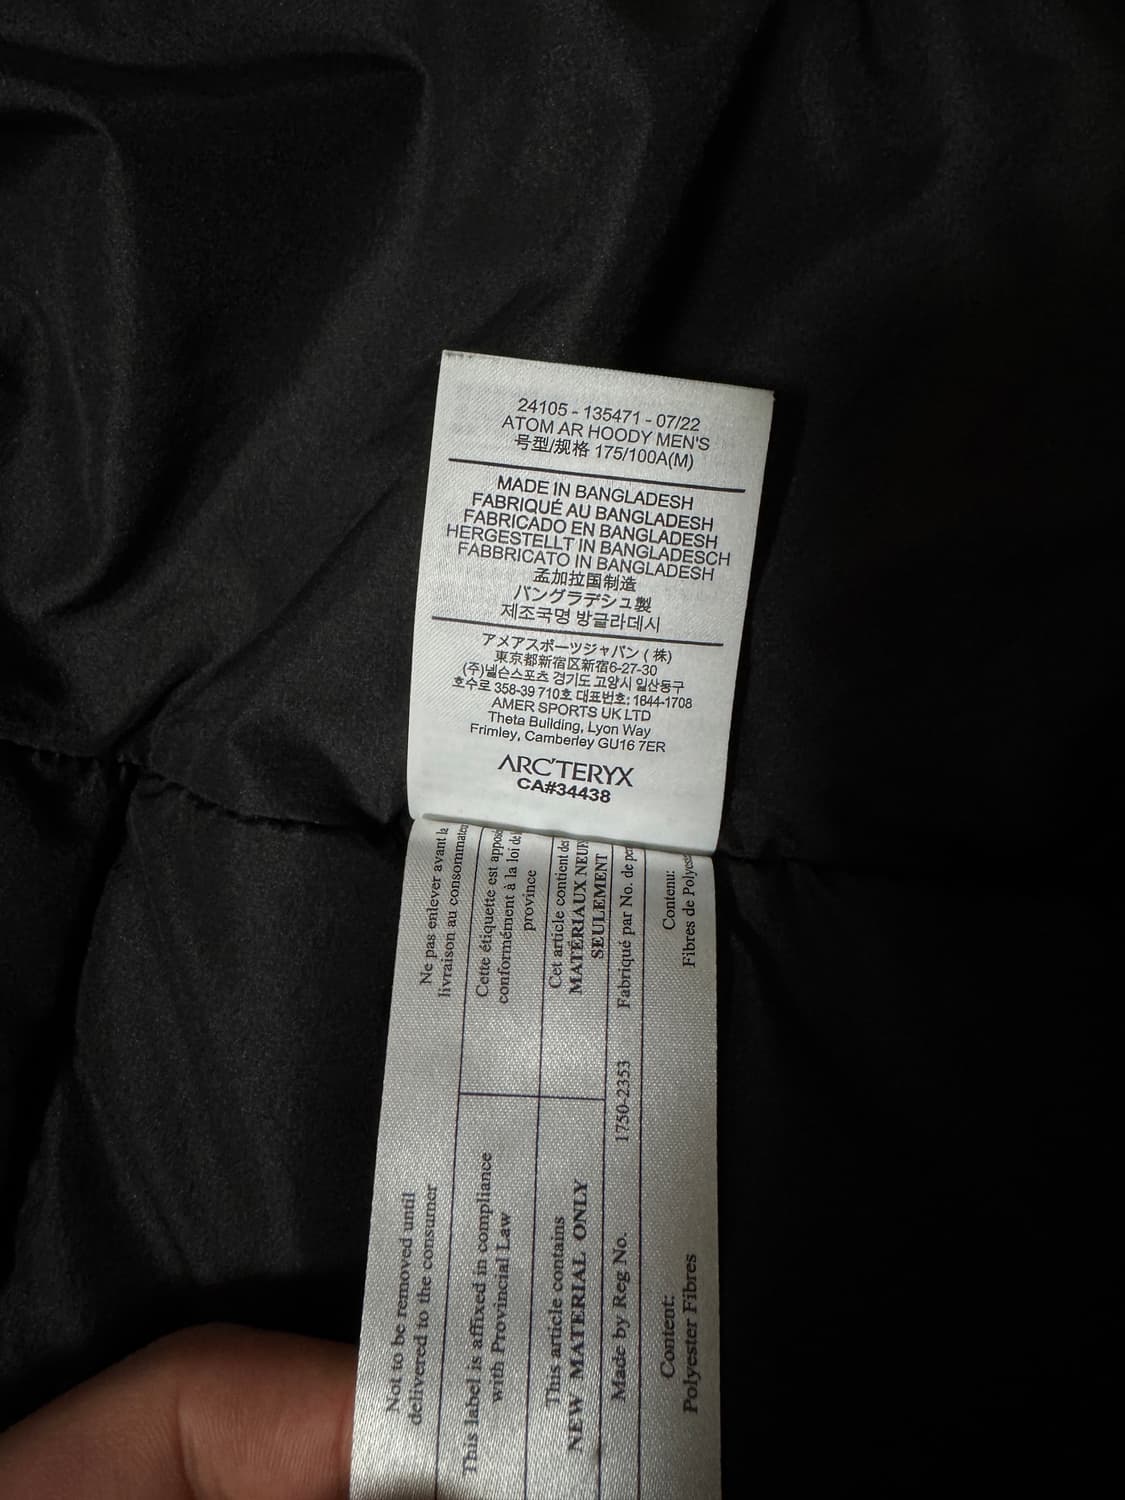 24105 - 135471 - 07/22
ATOM AR HOODY MEN'S
号型/规格 175/100A(M)
MADE IN BANGLADESH
FABRIQUÉ AU BANGLADESH
FABRICADO EN BANGLADESH
HERGESTELLT IN BANGLADESCH
FABBRICATO IN BANGLADESH
孟加拉国制造
バングラデシュ製
제조국명 방글라데시
アメアスポーツジャパン ( 株)
東京都新宿区新宿6-27-30
(주)넬슨스포츠 경기도 고양시 일산동구
호수로 358-39 710호 대표번호: 1644-1708
AMER SPORTS UK LTD
Theta Building, Lyon Way
Frimley, Camberley GU16 7ER
ARC'TERYX
CA#34438
Ne pas enlever avant la
livraison au consommateu
Cette étiquette est apposé
conformément à la loi de la
province
Cet article contient des
MATÉRIAUX NEUF
SEULEMENT
Fabriqué par No. de per
Contenu:
Fibres de Polyeste
Not to be removed until
delivered to the consumer
This label is affixed in compliance
with Provincial Law
This article contains
NEW MATERIAL ONLY
Made by Reg No. 1750-2353
Content:
Polyester Fibres